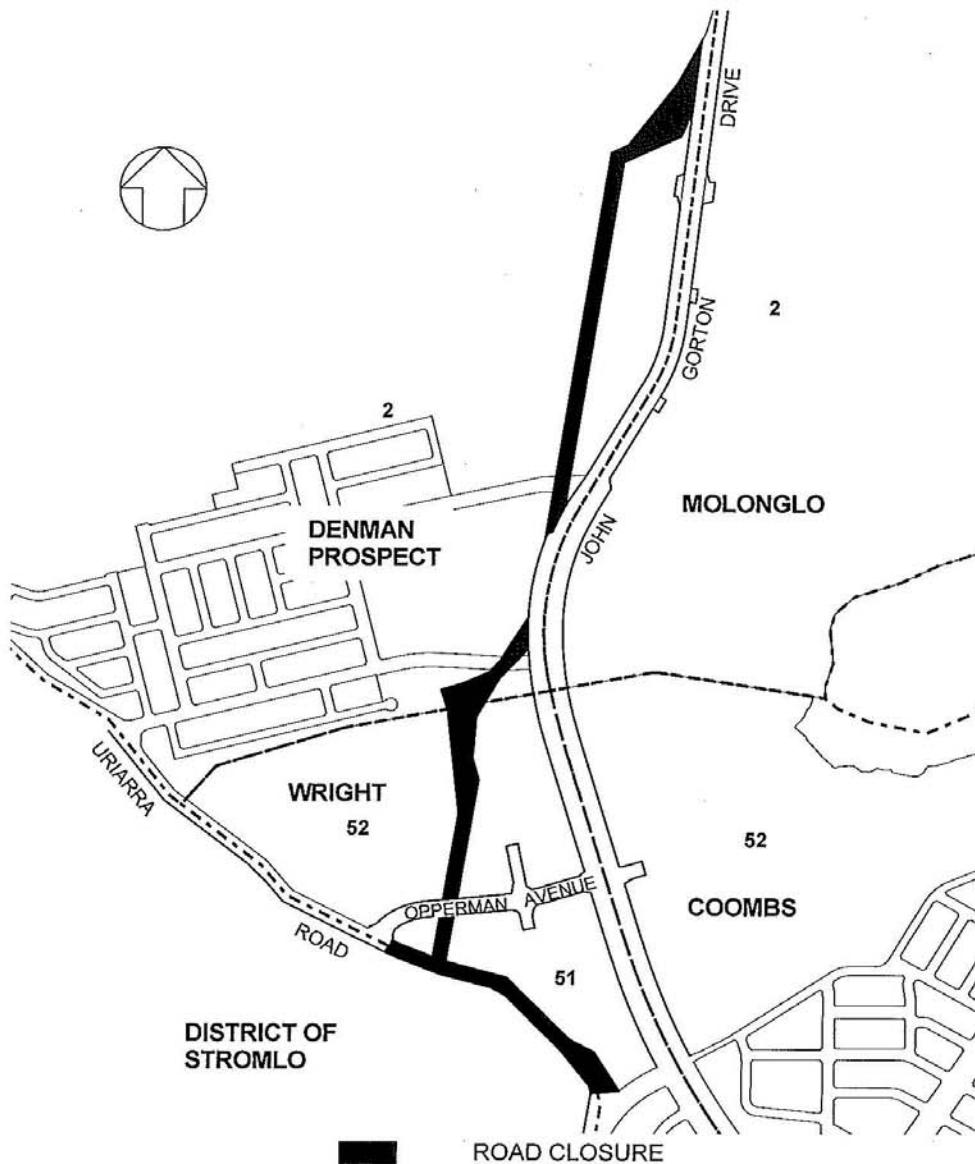 DRIVE
GORTON
2
2
DENMAN
PROSPECT
MOLONGLO
JOHN
URIARRA
WRIGHT
52
52
OPPERMAN AVENUE
COOMBS
ROAD
51
DISTRICT OF
STROMLO
ROAD CLOSURE